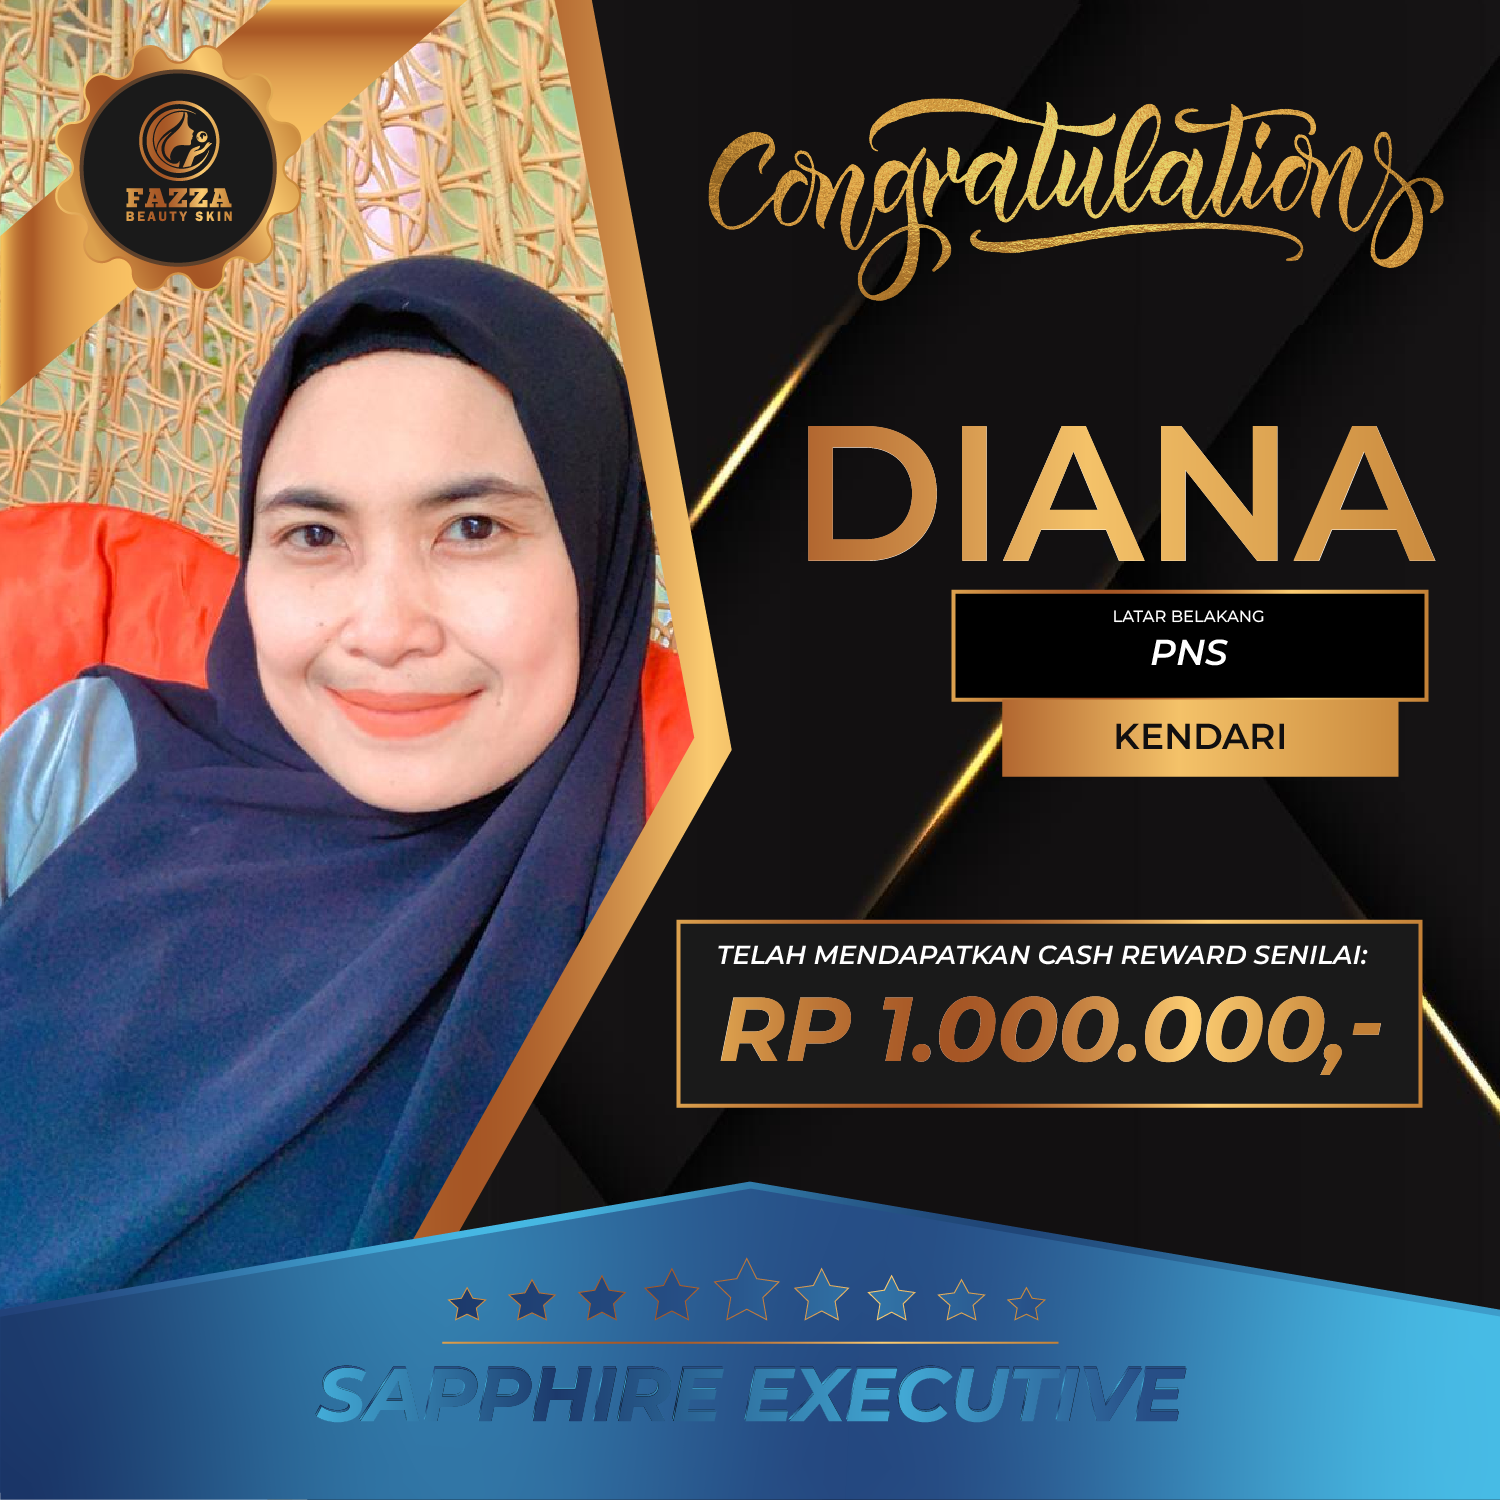 FAZZA
BEAUTY SKIN
Congratulations
DIANA
LATAR BELAKANG
PNS
KENDARI
TELAH MENDAPATKAN CASH REWARD SENILAI:
RP 1.000.000,-
SAPPHIRE EXECUTIVE